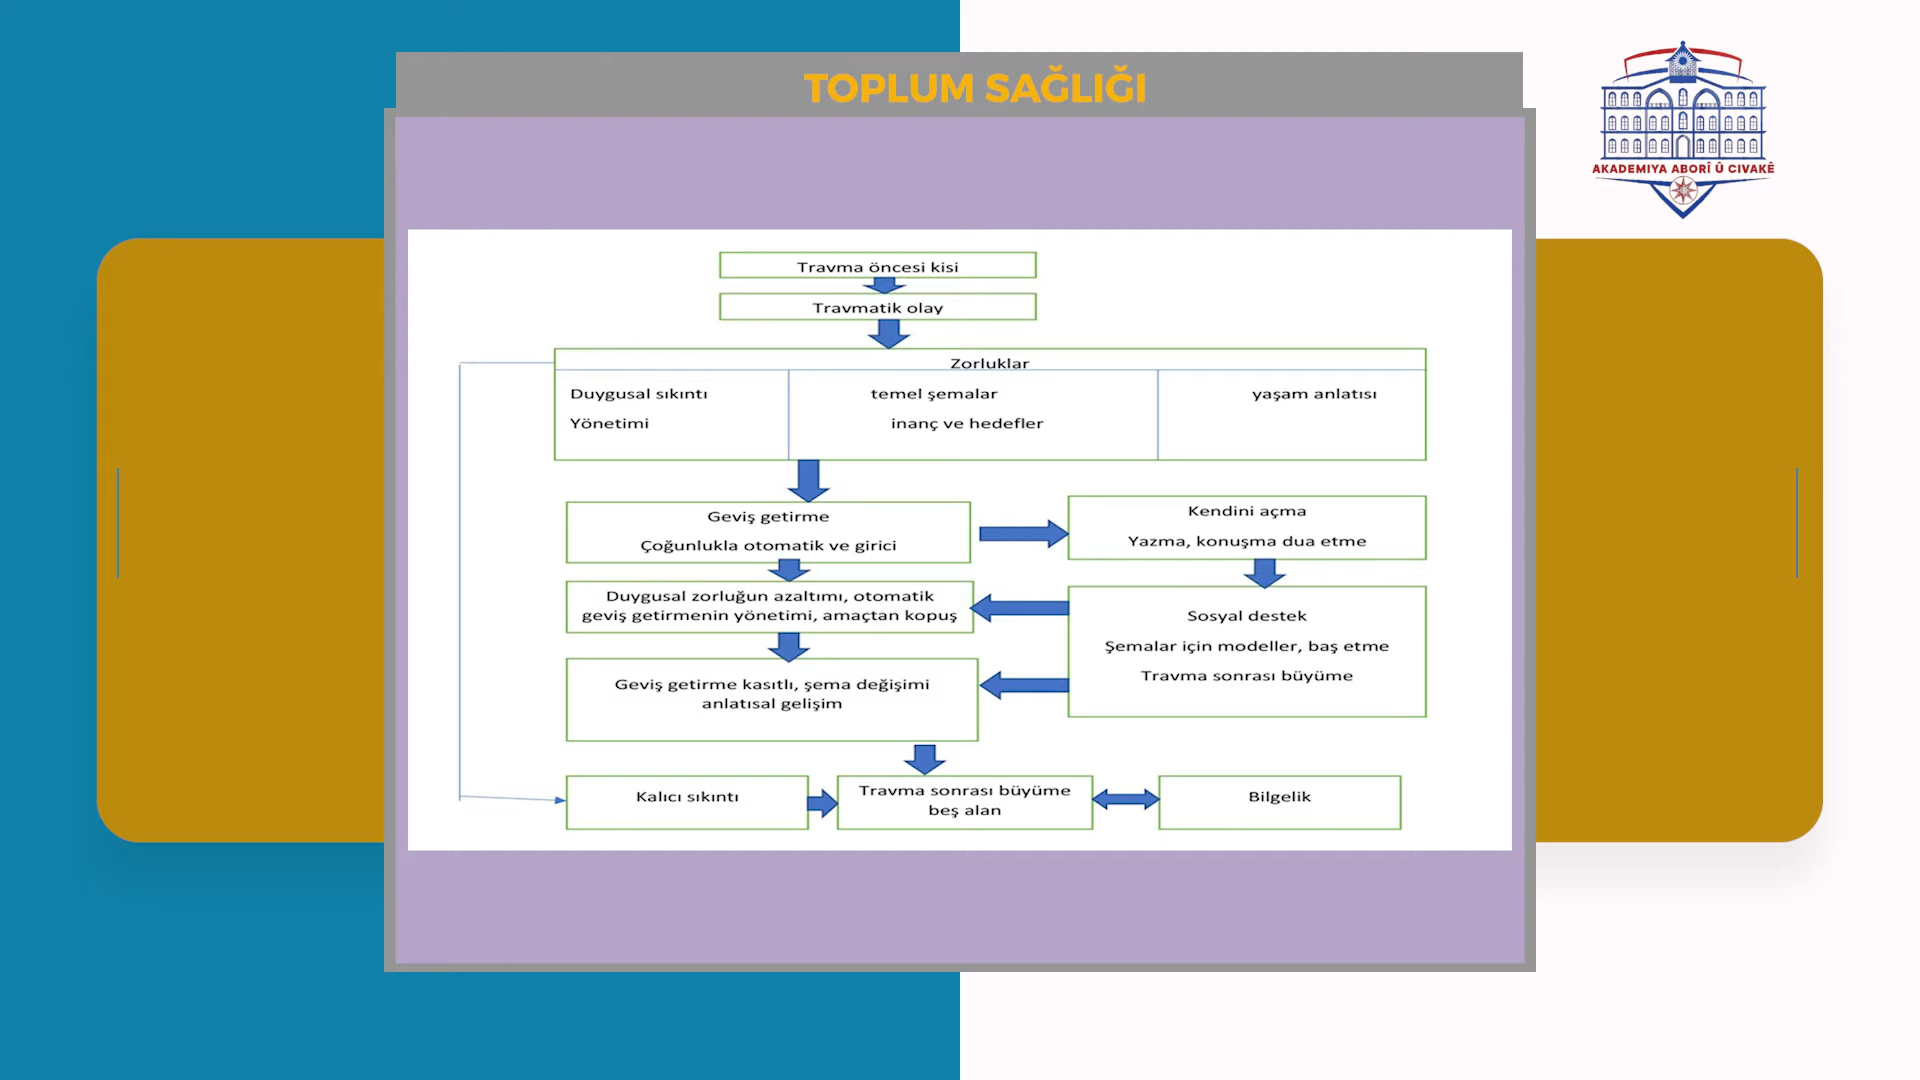 TOPLUM SAĞLIĞI
AKADEMIYA ABORÎ Û CIVAKÊ
Travma öncesi kisi
Travmatik olay
Zorluklar
Duygusal sıkıntı
Yönetimi
temel şemalar
inanç ve hedefler
yaşam anlatısı
Geviş getirme
Çoğunlukla otomatik ve girici
Kendini açma
Yazma, konuşma dua etme
Duygusal zorluğun azaltımı, otomatik
geviş getirmenin yönetimi, amaçtan kopuş
Sosyal destek
Şemalar için modeller, baş etme
Travma sonrası büyüme
Geviş getirme kasıtlı, şema değişimi
anlatısal gelişim
Kalıcı sıkıntı
Travma sonrası büyüme
beş alan
Bilgelik